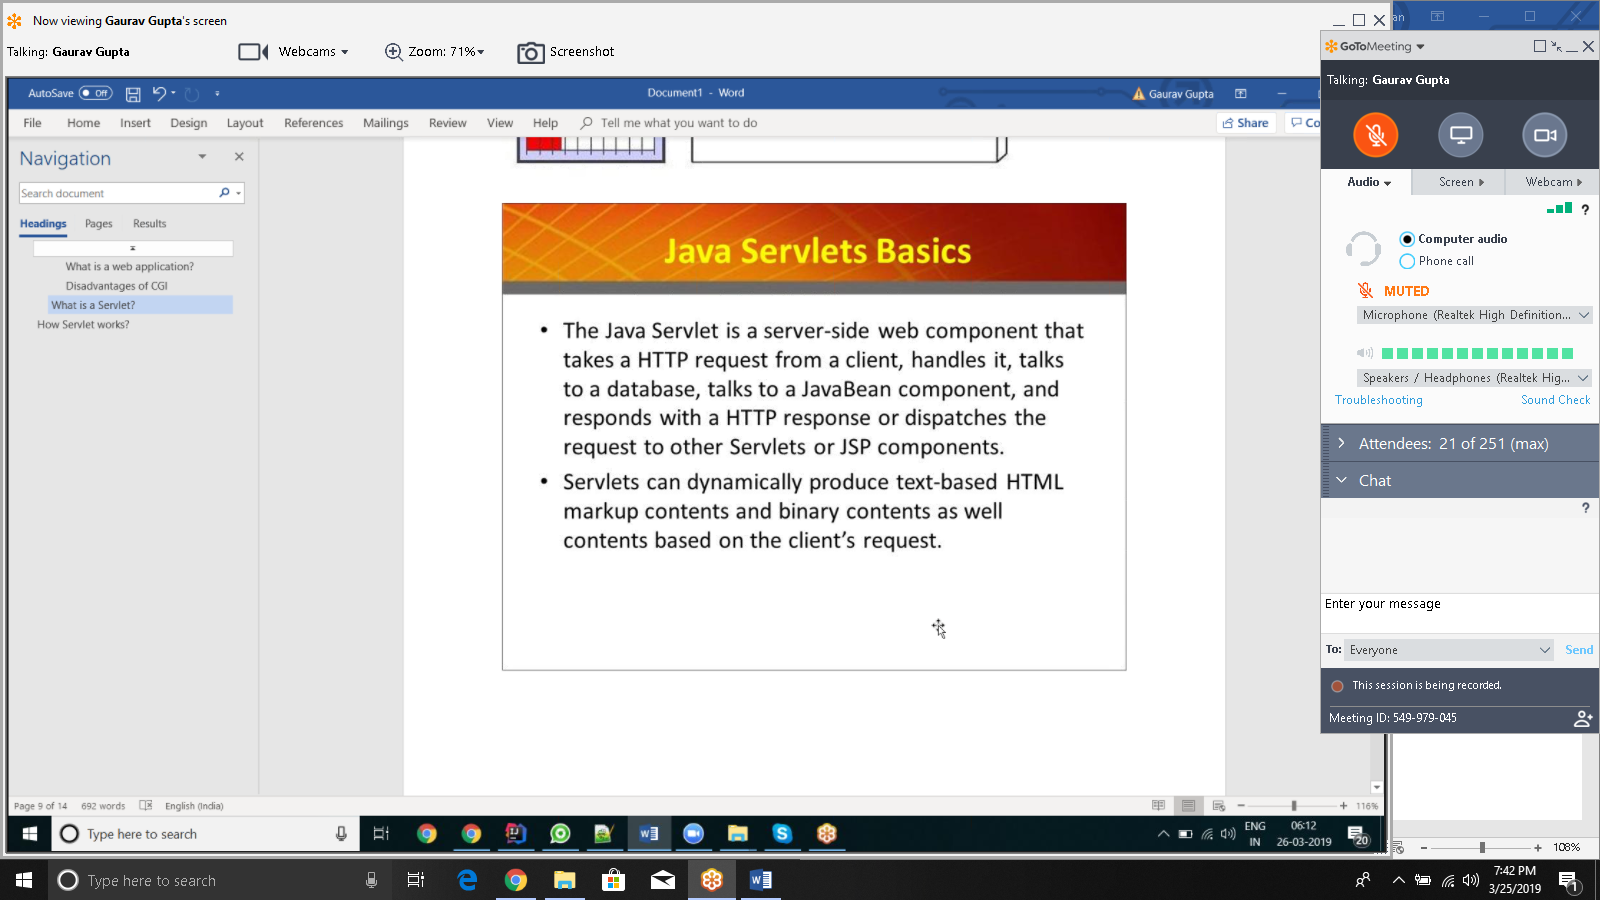 Now viewing Gaurav Gupta's screen
Talking: Gaurav Gupta
Webcams
Zoom: 71%
Screenshot
an
AutoSave Off
Document1 - Word
Gaurav Gupta
File Home Insert Design Layout References Mailings Review View Help Tell me what you want to do
Share
Co
Navigation
Search document
Headings Pages Results
What is a web application?
Disadvantages of CGI
What is a Servlet?
How Servlet works?
Java Servlets Basics
• The Java Servlet is a server-side web component that
takes a HTTP request from a client, handles it, talks
to a database, talks to a JavaBean component, and
responds with a HTTP response or dispatches the
request to other Servlets or JSP components.
• Servlets can dynamically produce text-based HTML
markup contents and binary contents as well
contents based on the client's request.
Page 9 of 14 692 words English (India)
116%
Type here to search
ENG
IN
06:12
26-03-2019
20
GoToMeeting
Talking: Gaurav Gupta
Audio Screen Webcam
?
Computer audio
Phone call
MUTED
Microphone (Realtek High Definition...
Speakers / Headphones (Realtek Hig...
Troubleshooting Sound Check
Attendees: 21 of 251 (max)
Chat
?
Enter your message
To: Everyone Send
This session is being recorded.
Meeting ID: 549-979-045
108%
Type here to search
7:42 PM
3/25/2019
1